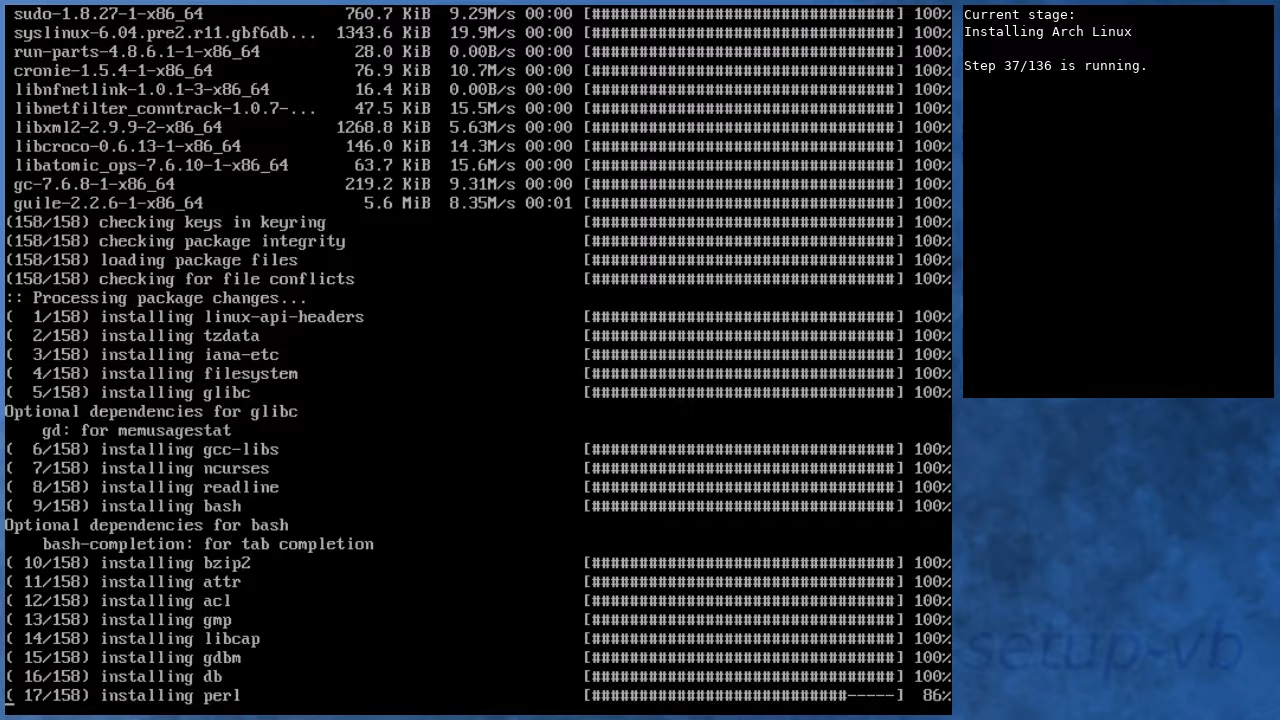 sudo-1.8.27-1-x86_64 760.7 KiB 9.29M/s 00:00 [################################] 100%
syslinux-6.04.pre2.r11.gbf6db... 1343.6 KiB 19.9M/s 00:00 [################################] 100%
run-parts-4.8.6.1-1-x86_64 28.0 KiB 0.00B/s 00:00 [################################] 100%
cronie-1.5.4-1-x86_64 76.9 KiB 10.7M/s 00:00 [################################] 100%
libnfnetlink-1.0.1-3-x86_64 16.4 KiB 0.00B/s 00:00 [################################] 100%
libnetfilter_conntrack-1.0.7-... 47.5 KiB 15.5M/s 00:00 [################################] 100%
libxml2-2.9.9-2-x86_64 1268.8 KiB 5.63M/s 00:00 [################################] 100%
libcroco-0.6.13-1-x86_64 146.0 KiB 14.3M/s 00:00 [################################] 100%
libatomic_ops-7.6.10-1-x86_64 63.7 KiB 15.6M/s 00:00 [################################] 100%
gc-7.6.8-1-x86_64 219.2 KiB 9.31M/s 00:00 [################################] 100%
guile-2.2.6-1-x86_64 5.6 MiB 8.35M/s 00:01 [################################] 100%
(158/158) checking keys in keyring [################################] 100%
(158/158) checking package integrity [################################] 100%
(158/158) loading package files [################################] 100%
(158/158) checking for file conflicts [################################] 100%
:: Processing package changes...
( 1/158) installing linux-api-headers [################################] 100%
( 2/158) installing tzdata [################################] 100%
( 3/158) installing iana-etc [################################] 100%
( 4/158) installing filesystem [################################] 100%
( 5/158) installing glibc [################################] 100%
Optional dependencies for glibc
gd: for memusagestat
( 6/158) installing gcc-libs [################################] 100%
( 7/158) installing ncurses [################################] 100%
( 8/158) installing readline [################################] 100%
( 9/158) installing bash [################################] 100%
Optional dependencies for bash
bash-completion: for tab completion
( 10/158) installing bzip2 [################################] 100%
( 11/158) installing attr [################################] 100%
( 12/158) installing acl [################################] 100%
( 13/158) installing gmp [################################] 100%
( 14/158) installing libcap [################################] 100%
( 15/158) installing gdbm [################################] 100%
( 16/158) installing db [################################] 100%
( 17/158) installing perl [###########################-----] 86%
Current stage:
Installing Arch Linux
Step 37/136 is running.
setup-vb